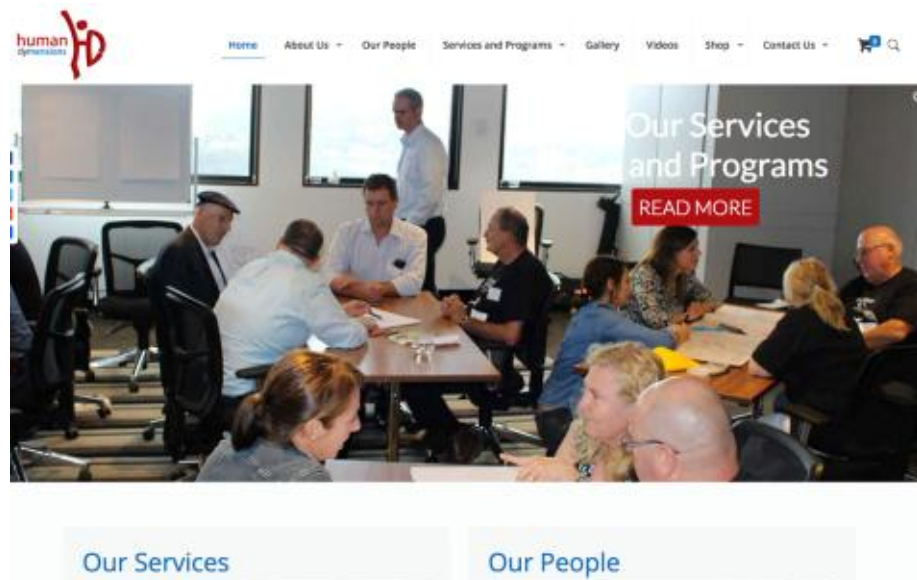 human
dymensions
Home About Us Our People Services and Programs Gallery Videos Shop Contact Us 0
Our Services
and Programs
READ MORE
Our Services
Our People